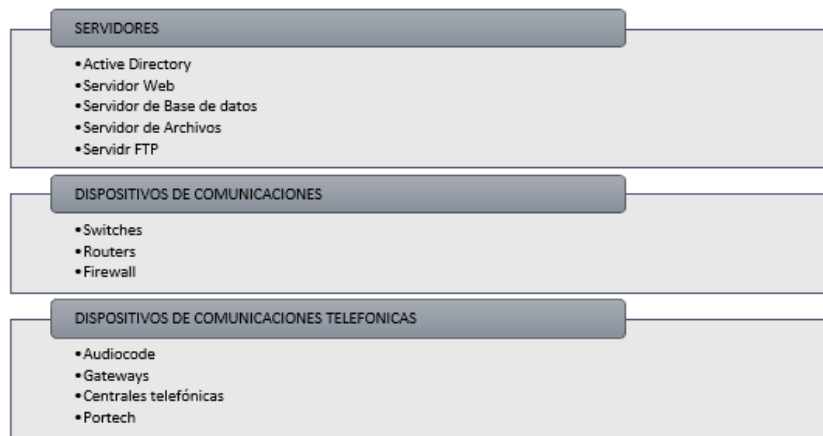 SERVIDORES
•Active Directory
•Servidor Web
•Servidor de Base de datos
•Servidor de Archivos
•Servidr FTP
DISPOSITIVOS DE COMUNICACIONES
•Switches
•Routers
•Firewall
DISPOSITIVOS DE COMUNICACIONES TELEFONICAS
•Audiocode
•Gateways
•Centrales telefónicas
•Portech